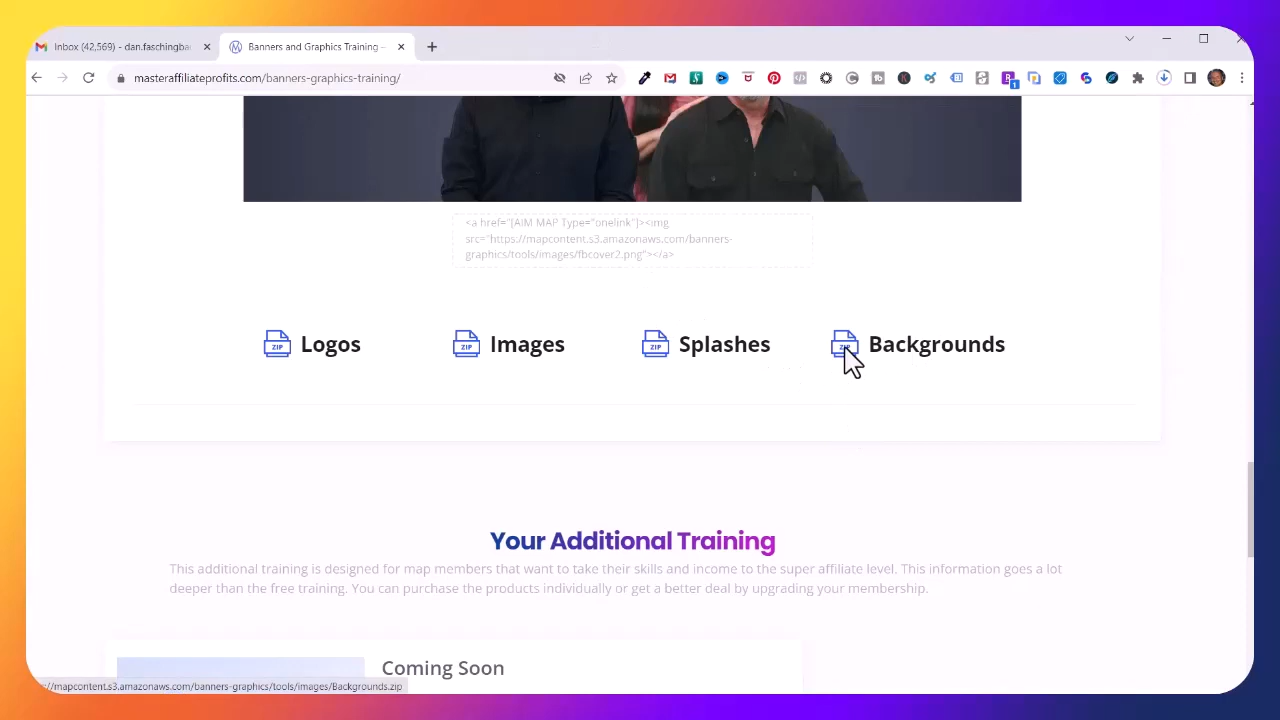 Inbox (42,569) - dan.faschingba
Banners and Graphics Training –
masteraffiliateprofits.com/banners-graphics-training/
1
<a href="[AIM MAP Type="onelink"]><img
src="https://mapcontent.s3.amazonaws.com/banners-
graphics/tools/images/fbcover2.png"></a>
ZIP Logos
ZIP Images
ZIP Splashes
Backgrounds
Your Additional Training
This additional training is designed for map members that want to take their skills and income to the super affiliate level. This information goes a lot
deeper than the free training. You can purchase the products individually or get a better deal by upgrading your membership.
Coming Soon
://mapcontent.s3.amazonaws.com/banners-graphics/tools/images/Backgrounds.zip